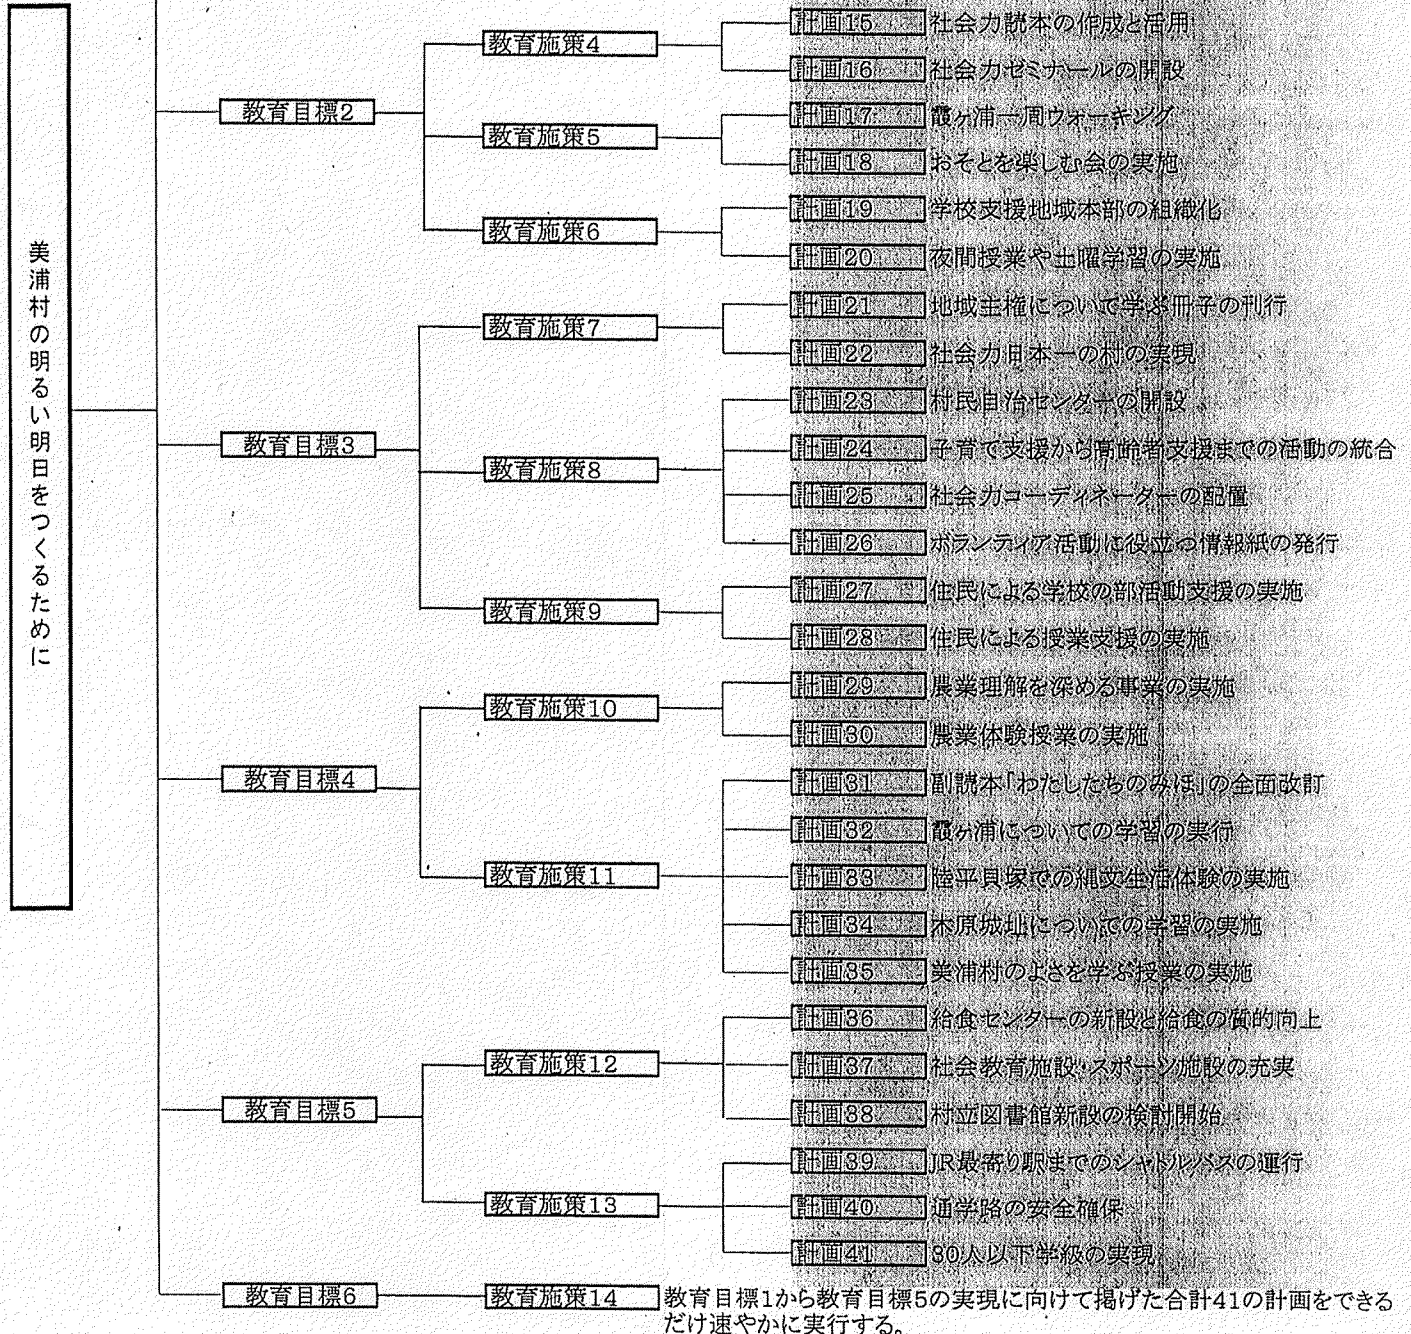 美浦村の明るい明日をつくるために
教育目標2
教育施策4
計画15 社会力読本の作成と活用
計画16 社会力ゼミナールの開設
教育施策5
計画17 霞ヶ浦一周ウォーキング
計画18 おそとを楽しむ会の実施
教育施策6
計画19 学校支援地域本部の組織化
計画20 夜間授業や土曜学習の実施
教育目標3
教育施策7
計画21 地域主権について学ぶ冊子の刊行
計画22 社会力日本一の村の実現
教育施策8
計画23 村民自治センターの開設
計画24 子育て支援から高齢者支援までの活動の統合
計画25 社会力コーディネーターの配置
計画26 ボランティア活動に役立つ情報紙の発行
教育施策9
計画27 住民による学校の部活動支援の実施
計画28 住民による授業支援の実施
教育目標4
教育施策10
計画29 農業理解を深める事業の実施
計画30 農業体験授業の実施
教育施策11
計画31 副読本「わたしたちのみほ」の全面改訂
計画32 霞ヶ浦についての学習の実行
計画33 陸平貝塚での縄文生活体験の実施
計画34 木原城址についての学習の実施
計画35 美浦村のよさを学ぶ授業の実施
教育目標5
教育施策12
計画36 給食センターの新設と給食の質的向上
計画37 社会教育施設・スポーツ施設の充実
計画38 村立図書館新設の検討開始
教育施策13
計画39 JR最寄り駅までのシャトルバスの運行
計画40 通学路の安全確保
計画41 30人以下学級の実現
教育目標6
教育施策14
教育目標1から教育目標5の実現に向けて掲げた合計41の計画をできる
だけ速やかに実行する。